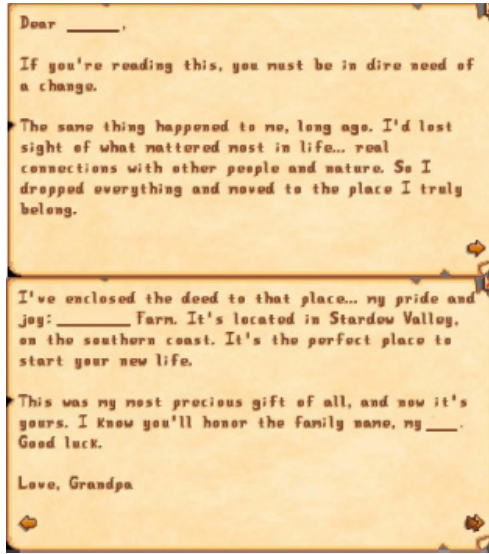 Dear _____,
If you're reading this, you must be in dire need of
a change.
The same thing happened to me, long ago. I'd lost
sight of what mattered most in life... real
connections with other people and nature. So I
dropped everything and moved to the place I truly
belong.
I've enclosed the deed to that place... my pride and
joy: _______ Farm. It's located in Stardew Valley,
on the southern coast. It's the perfect place to
start your new life.
This was my most precious gift of all, and now it's
yours. I know you'll honor the family name, my ___.
Good luck.
Love, Grandpa